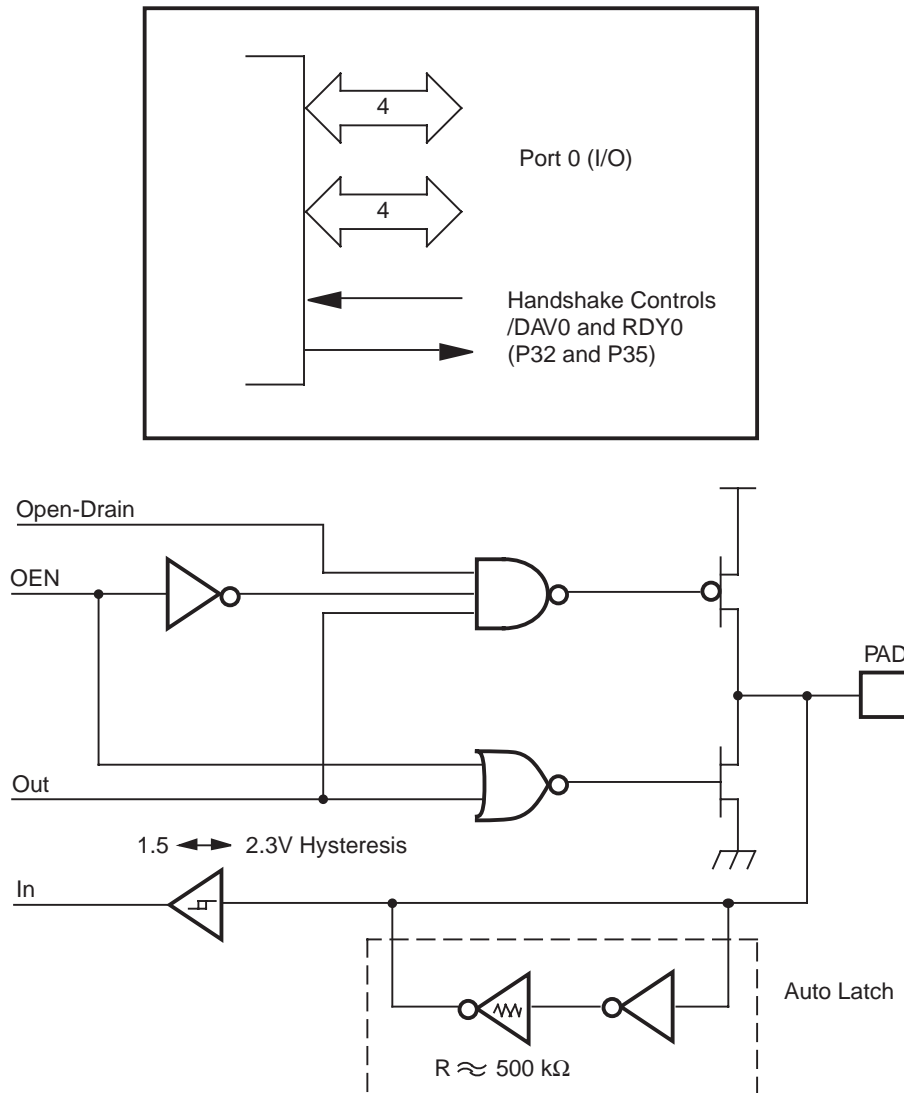 4
Port 0 (I/O)
4
Handshake Controls
/DAV0 and RDY0
(P32 and P35)
Open-Drain
OEN
PAD
Out
1.5 2.3V Hysteresis
In
Auto Latch
R ≈ 500 kΩ